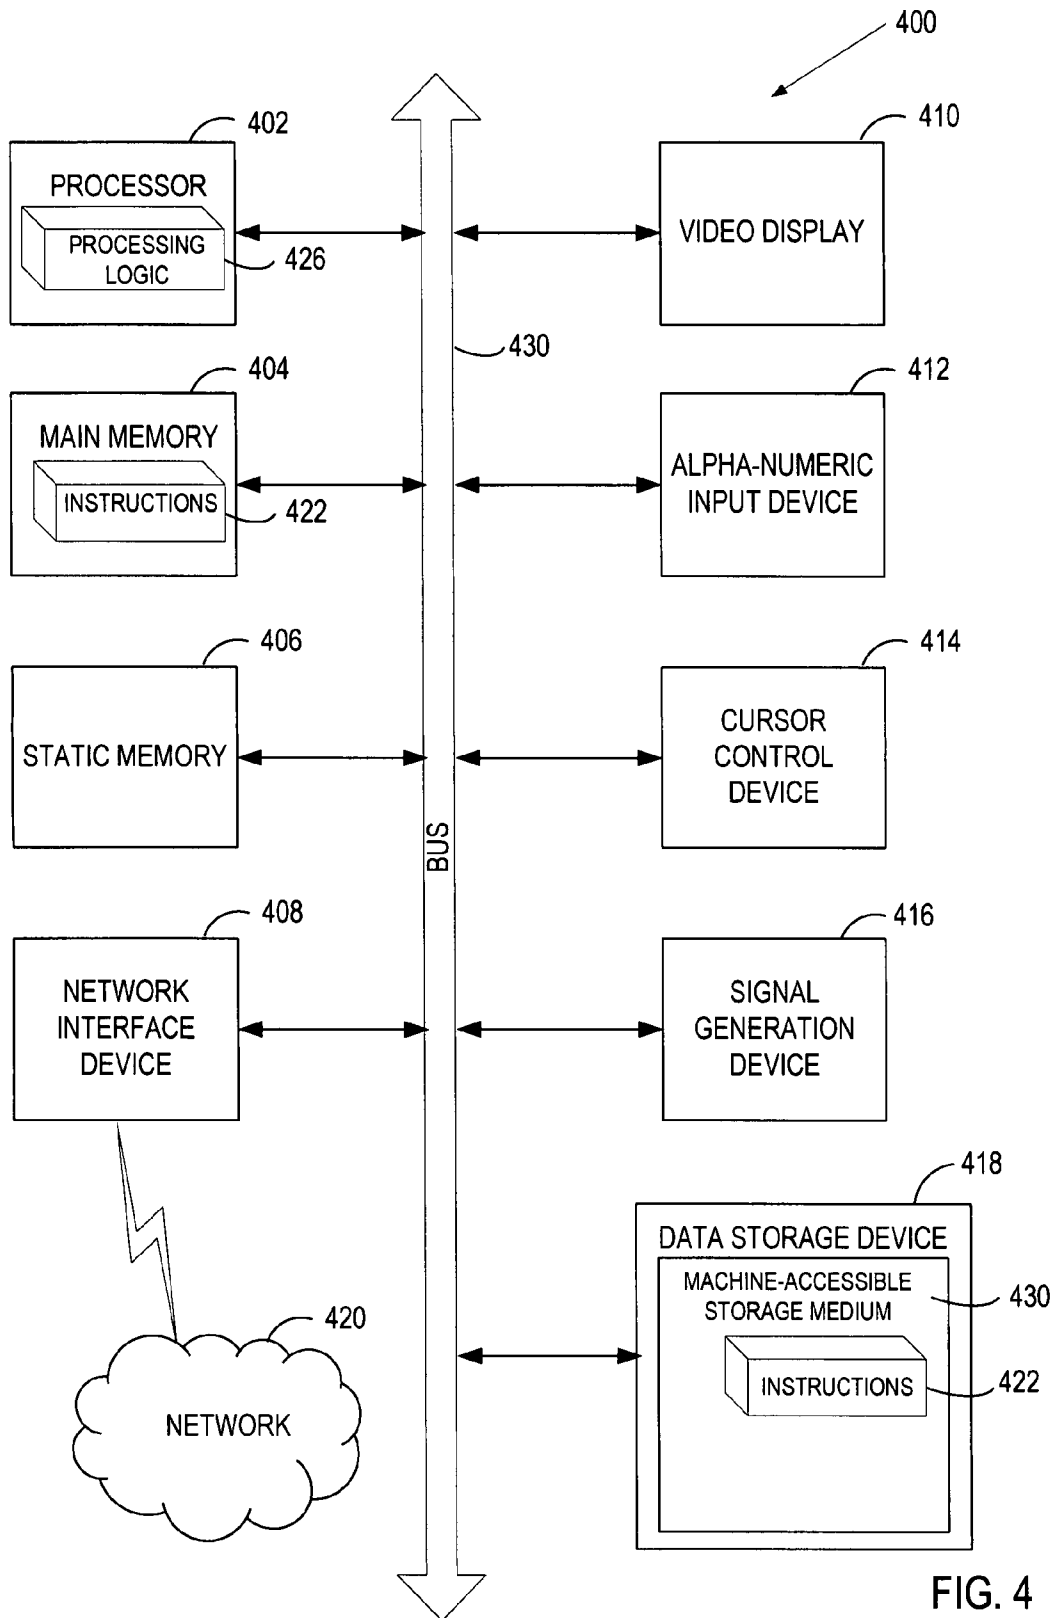 400
402
PROCESSOR
PROCESSING
LOGIC
426
410
VIDEO DISPLAY
430
404
MAIN MEMORY
INSTRUCTIONS
422
412
ALPHA-NUMERIC
INPUT DEVICE
406
STATIC MEMORY
414
CURSOR
CONTROL
DEVICE
BUS
408
NETWORK
INTERFACE
DEVICE
416
SIGNAL
GENERATION
DEVICE
418
DATA STORAGE DEVICE
MACHINE-ACCESSIBLE
STORAGE MEDIUM
430
INSTRUCTIONS
422
420
NETWORK
FIG. 4